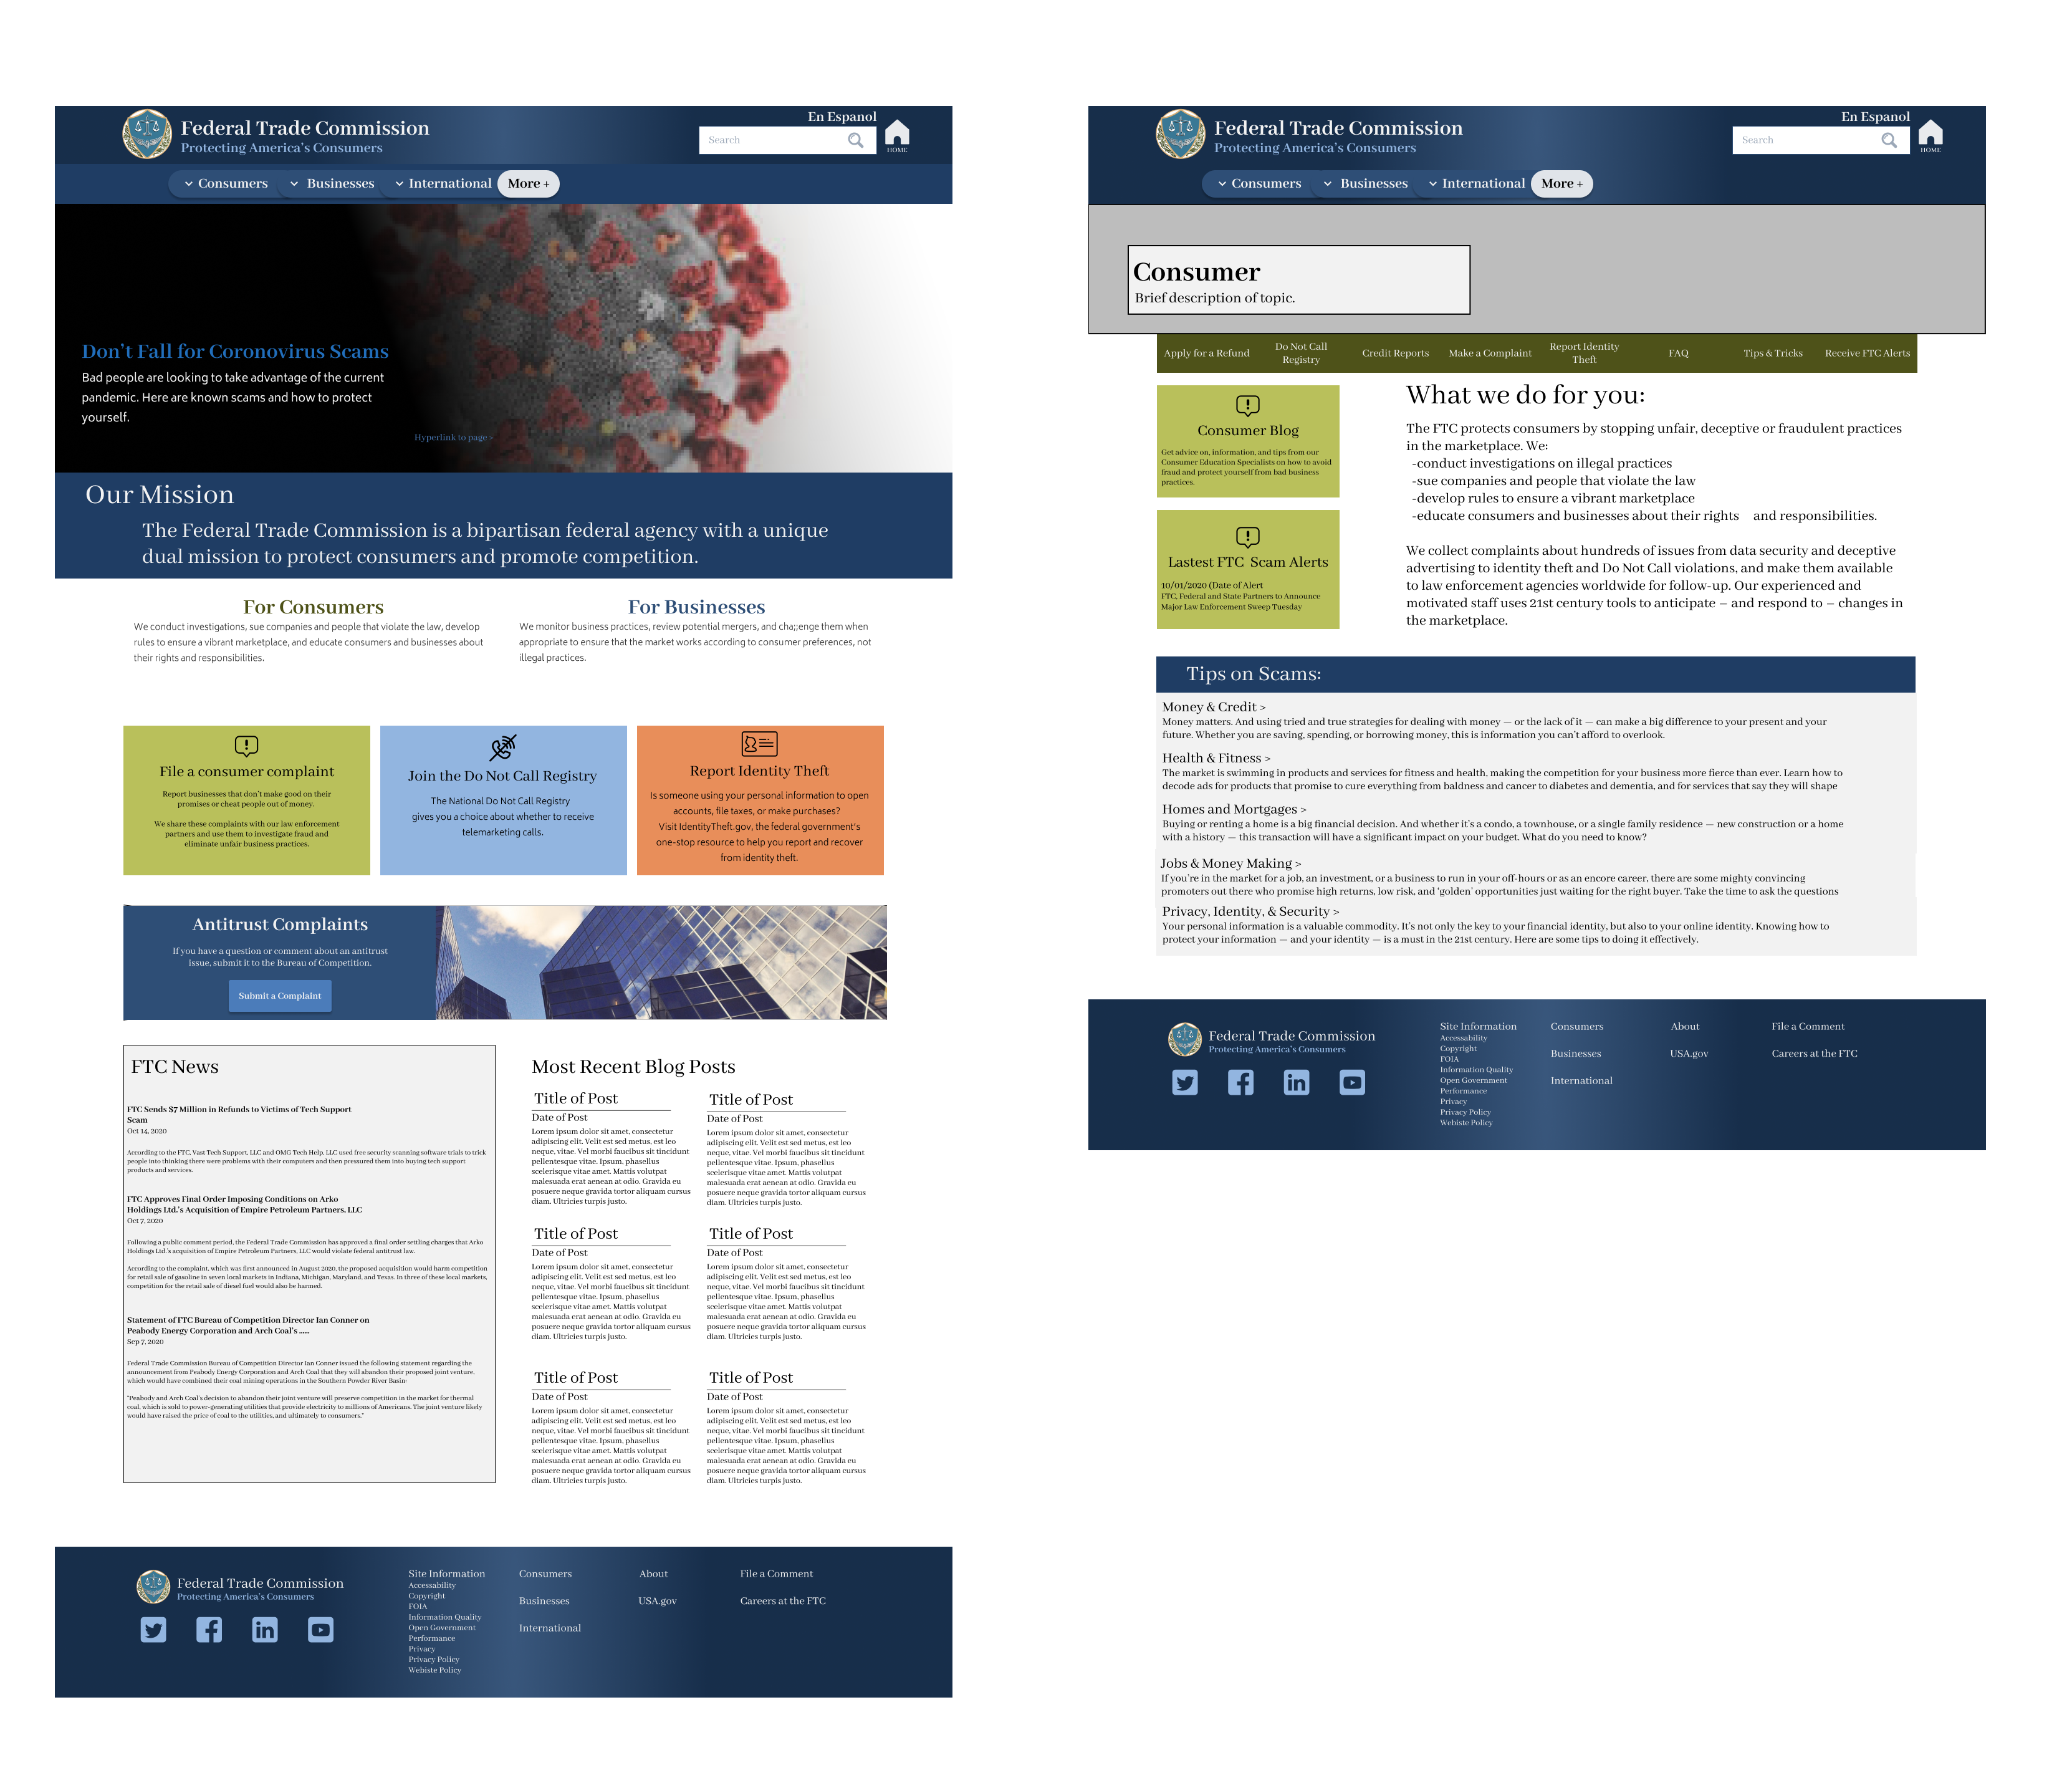 Federal Trade Commission
Protecting America's Consumers
En Espanol
Search
HOME
Consumers
Businesses
International
More +
Don't Fall for Coronovirus Scams
Bad people are looking to take advantage of the current
pandemic. Here are known scams and how to protect
yourself.
Hyperlink to page >
Our Mission
The Federal Trade Commission is a bipartisan federal agency with a unique
dual mission to protect consumers and promote competition.
For Consumers
We conduct investigations, sue companies and people that violate the law, develop
rules to ensure a vibrant marketplace, and educate consumers and businesses about
their rights and responsibilities.
For Businesses
We monitor business practices, review potential mergers, and cha;;enge them when
appropriate to ensure that the market works according to consumer preferences, not
illegal practices.
File a consumer complaint
Report businesses that don't make good on their
promises or cheat people out of money.
We share these complaints with our law enforcement
partners and use them to investigate fraud and
eliminate unfair business practices.
Join the Do Not Call Registry
The National Do Not Call Registry
gives you a choice about whether to receive
telemarketing calls.
Report Identity Theft
Is someone using your personal information to open
accounts, file taxes, or make purchases?
Visit IdentityTheft.gov, the federal government's
one-stop resource to help you report and recover
from identity theft.
Antitrust Complaints
If you have a question or comment about an antitrust
issue, submit it to the Bureau of Competition.
Submit a Complaint
FTC News
FTC Sends $7 Million in Refunds to Victims of Tech Support
Scam
Oct 14, 2020
According to the FTC, Vast Tech Support, LLC and OMG Tech Help, LLC used free security scanning software trials to trick
people into thinking there were problems with their computers and then pressured them into buying tech support
products and services.
FTC Approves Final Order Imposing Conditions on Arko
Holdings Ltd.'s Acquisition of Empire Petroleum Partners, LLC
Oct 7, 2020
Following a public comment period, the Federal Trade Commission has approved a final order settling charges that Arko
Holdings Ltd.'s acquisition of Empire Petroleum Partners, LLC would violate federal antitrust law.
According to the complaint, which was first announced in August 2020, the proposed acquisition would harm competition
for retail sale of gasoline in seven local markets in Indiana, Michigan, Maryland, and Texas. In three of these local markets,
competition for the retail sale of diesel fuel would also be harmed.
Statement of FTC Bureau of Competition Director Ian Conner on
Peabody Energy Corporation and Arch Coal's ......
Sep 7, 2020
Federal Trade Commission Bureau of Competition Director Ian Conner issued the following statement regarding the
announcement from Peabody Energy Corporation and Arch Coal that they will abandon their proposed joint venture,
which would have combined their coal mining operations in the Southern Powder River Basin:
"Peabody and Arch Coal's decision to abandon their joint venture will preserve competition in the market for thermal
coal, which is sold to power-generating utilities that provide electricity to millions of Americans. The joint venture likely
would have raised the price of coal to the utilities, and ultimately to consumers."
Most Recent Blog Posts
Title of Post
Date of Post
Lorem ipsum dolor sit amet, consectetur
adipiscing elit. Velit est sed metus, est leo
neque, vitae. Vel morbi faucibus sit tincidunt
pellentesque vitae. Ipsum, phasellus
scelerisque vitae amet. Mattis volutpat
malesuada erat aenean at odio. Gravida eu
posuere neque gravida tortor aliquam cursus
diam. Ultricies turpis justo.
Title of Post
Date of Post
Lorem ipsum dolor sit amet, consectetur
adipiscing elit. Velit est sed metus, est leo
neque, vitae. Vel morbi faucibus sit tincidunt
pellentesque vitae. Ipsum, phasellus
scelerisque vitae amet. Mattis volutpat
malesuada erat aenean at odio. Gravida eu
posuere neque gravida tortor aliquam cursus
diam. Ultricies turpis justo.
Title of Post
Date of Post
Lorem ipsum dolor sit amet, consectetur
adipiscing elit. Velit est sed metus, est leo
neque, vitae. Vel morbi faucibus sit tincidunt
pellentesque vitae. Ipsum, phasellus
scelerisque vitae amet. Mattis volutpat
malesuada erat aenean at odio. Gravida eu
posuere neque gravida tortor aliquam cursus
diam. Ultricies turpis justo.
Title of Post
Date of Post
Lorem ipsum dolor sit amet, consectetur
adipiscing elit. Velit est sed metus, est leo
neque, vitae. Vel morbi faucibus sit tincidunt
pellentesque vitae. Ipsum, phasellus
scelerisque vitae amet. Mattis volutpat
malesuada erat aenean at odio. Gravida eu
posuere neque gravida tortor aliquam cursus
diam. Ultricies turpis justo.
Title of Post
Date of Post
Lorem ipsum dolor sit amet, consectetur
adipiscing elit. Velit est sed metus, est leo
neque, vitae. Vel morbi faucibus sit tincidunt
pellentesque vitae. Ipsum, phasellus
scelerisque vitae amet. Mattis volutpat
malesuada erat aenean at odio. Gravida eu
posuere neque gravida tortor aliquam cursus
diam. Ultricies turpis justo.
Title of Post
Date of Post
Lorem ipsum dolor sit amet, consectetur
adipiscing elit. Velit est sed metus, est leo
neque, vitae. Vel morbi faucibus sit tincidunt
pellentesque vitae. Ipsum, phasellus
scelerisque vitae amet. Mattis volutpat
malesuada erat aenean at odio. Gravida eu
posuere neque gravida tortor aliquam cursus
diam. Ultricies turpis justo.
Federal Trade Commission
Protecting America's Consumers
Site Information
Accessability
Copyright
FOIA
Information Quality
Open Government
Performance
Privacy
Privacy Policy
Webiste Policy
Consumers
Businesses
International
About
USA.gov
File a Comment
Careers at the FTC
Federal Trade Commission
Protecting America's Consumers
En Espanol
Search
HOME
Consumers
Businesses
International
More +
Consumer
Brief description of topic.
Apply for a Refund
Do Not Call
Registry
Credit Reports
Make a Complaint
Report Identity
Theft
FAQ
Tips & Tricks
Receive FTC Alerts
Consumer Blog
Get advice on, information, and tips from our
Consumer Education Specialists on how to avoid
fraud and protect yourself from bad business
practices.
Lastest FTC Scam Alerts
10/01/2020 (Date of Alert
FTC, Federal and State Partners to Announce
Major Law Enforcement Sweep Tuesday
What we do for you:
The FTC protects consumers by stopping unfair, deceptive or fraudulent practices
in the marketplace. We:
-conduct investigations on illegal practices
-sue companies and people that violate the law
-develop rules to ensure a vibrant marketplace
-educate consumers and businesses about their rights and responsibilities.
We collect complaints about hundreds of issues from data security and deceptive
advertising to identity theft and Do Not Call violations, and make them available
to law enforcement agencies worldwide for follow-up. Our experienced and
motivated staff uses 21st century tools to anticipate – and respond to – changes in
the marketplace.
Tips on Scams:
Money & Credit >
Money matters. And using tried and true strategies for dealing with money — or the lack of it — can make a big difference to your present and your
future. Whether you are saving, spending, or borrowing money, this is information you can't afford to overlook.
Health & Fitness >
The market is swimming in products and services for fitness and health, making the competition for your business more fierce than ever. Learn how to
decode ads for products that promise to cure everything from baldness and cancer to diabetes and dementia, and for services that say they will shape
Homes and Mortgages >
Buying or renting a home is a big financial decision. And whether it's a condo, a townhouse, or a single family residence — new construction or a home
with a history — this transaction will have a significant impact on your budget. What do you need to know?
Jobs & Money Making >
If you're in the market for a job, an investment, or a business to run in your off-hours or as an encore career, there are some mighty convincing
promoters out there who promise high returns, low risk, and 'golden' opportunities just waiting for the right buyer. Take the time to ask the questions
Privacy, Identity, & Security >
Your personal information is a valuable commodity. It's not only the key to your financial identity, but also to your online identity. Knowing how to
protect your information — and your identity — is a must in the 21st century. Here are some tips to doing it effectively.
Federal Trade Commission
Protecting America's Consumers
Site Information
Accessability
Copyright
FOIA
Information Quality
Open Government
Performance
Privacy
Privacy Policy
Webiste Policy
Consumers
Businesses
International
About
USA.gov
File a Comment
Careers at the FTC